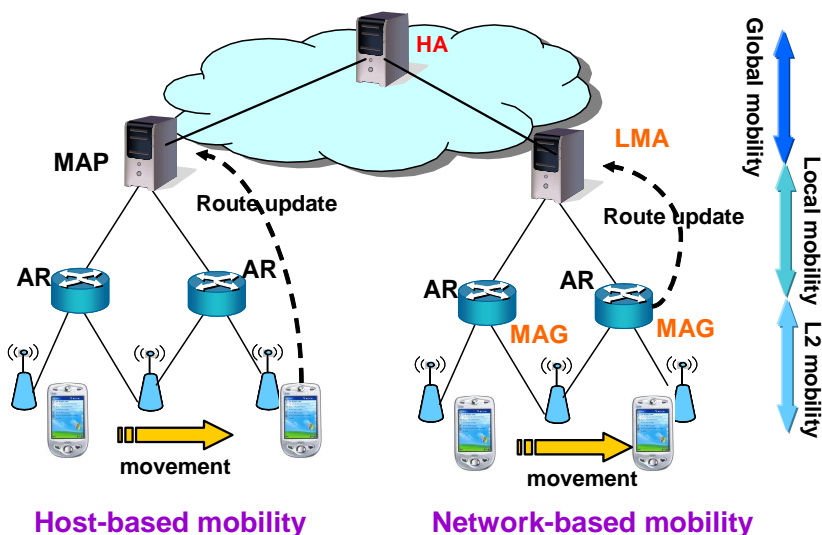 HA
Global mobility
MAP
LMA
Route update
Route update
Local mobility
AR
AR
AR
AR
MAG
MAG
L2 mobility
movement
movement
Host-based mobility
Network-based mobility